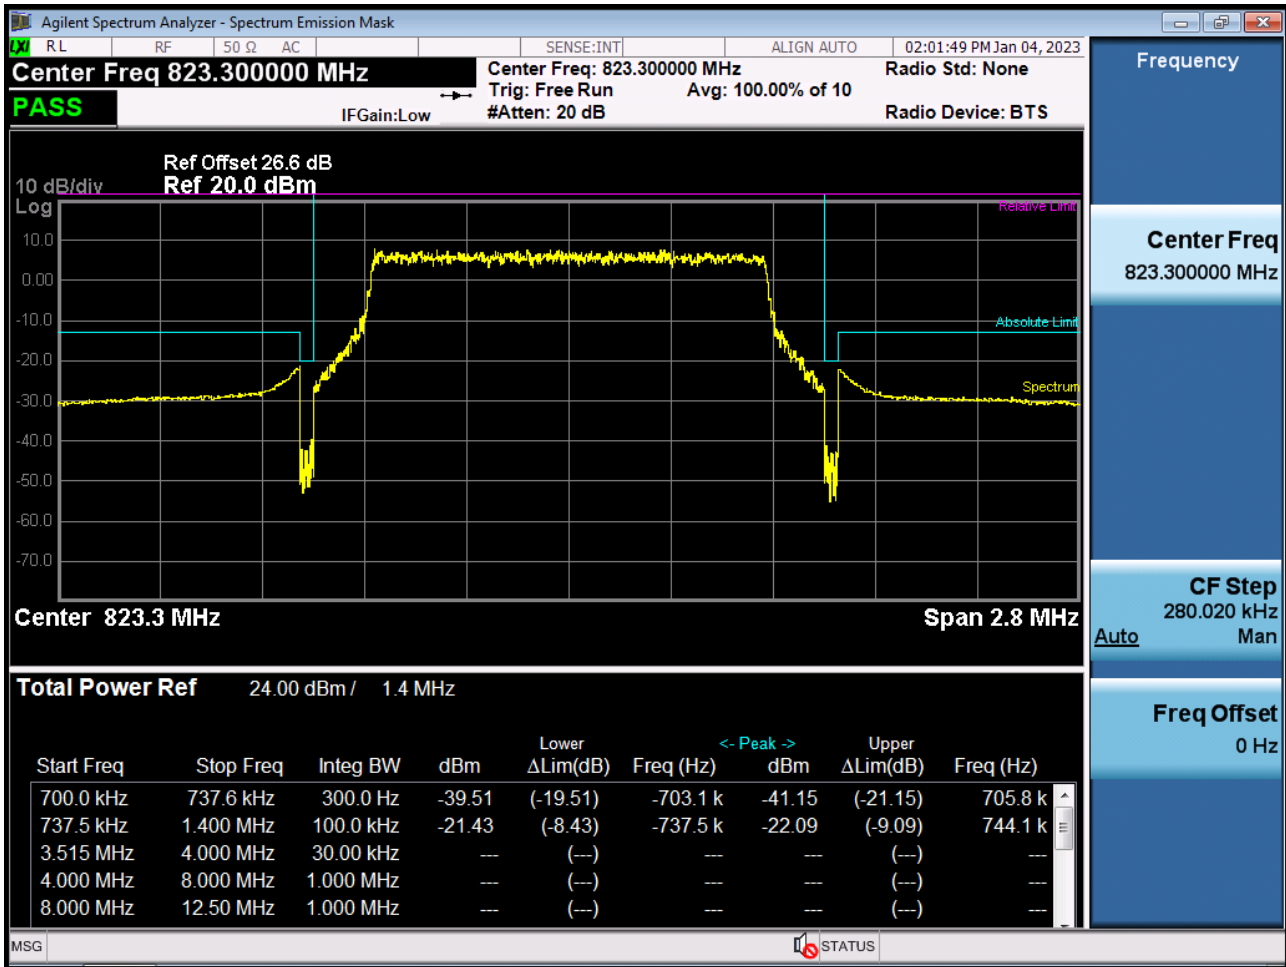 Agilent Spectrum Analyzer - Spectrum Emission Mask
LXI RL RF 50 Ω AC SENSE:INT ALIGN AUTO 02:01:49 PM Jan 04, 2023
Center Freq 823.300000 MHz
Center Freq: 823.300000 MHz
Radio Std: None
Trig: Free Run Avg: 100.00% of 10
PASS
IFGain:Low
#Atten: 20 dB
Radio Device: BTS
Ref Offset 26.6 dB
10 dB/div Ref 20.0 dBm
Log
Relative Limit
10.0
0.00
-10.0
Absolute Limit
-20.0
Spectrum
-30.0
-40.0
-50.0
-60.0
-70.0
Center 823.3 MHz Span 2.8 MHz
Total Power Ref 24.00 dBm / 1.4 MHz
Lower <- Peak -> Upper
Start Freq Stop Freq Integ BW dBm ΔLim(dB) Freq (Hz) dBm ΔLim(dB) Freq (Hz)
700.0 kHz 737.6 kHz 300.0 Hz -39.51 (-19.51) -703.1 k -41.15 (-21.15) 705.8 k
737.5 kHz 1.400 MHz 100.0 kHz -21.43 (-8.43) -737.5 k -22.09 (-9.09) 744.1 k
3.515 MHz 4.000 MHz 30.00 kHz --- (---) --- --- (---) ---
4.000 MHz 8.000 MHz 1.000 MHz --- (---) --- --- (---) ---
8.000 MHz 12.50 MHz 1.000 MHz --- (---) --- --- (---) ---
MSG STATUS
Frequency
Center Freq
823.300000 MHz
CF Step
280.020 kHz
Auto Man
Freq Offset
0 Hz